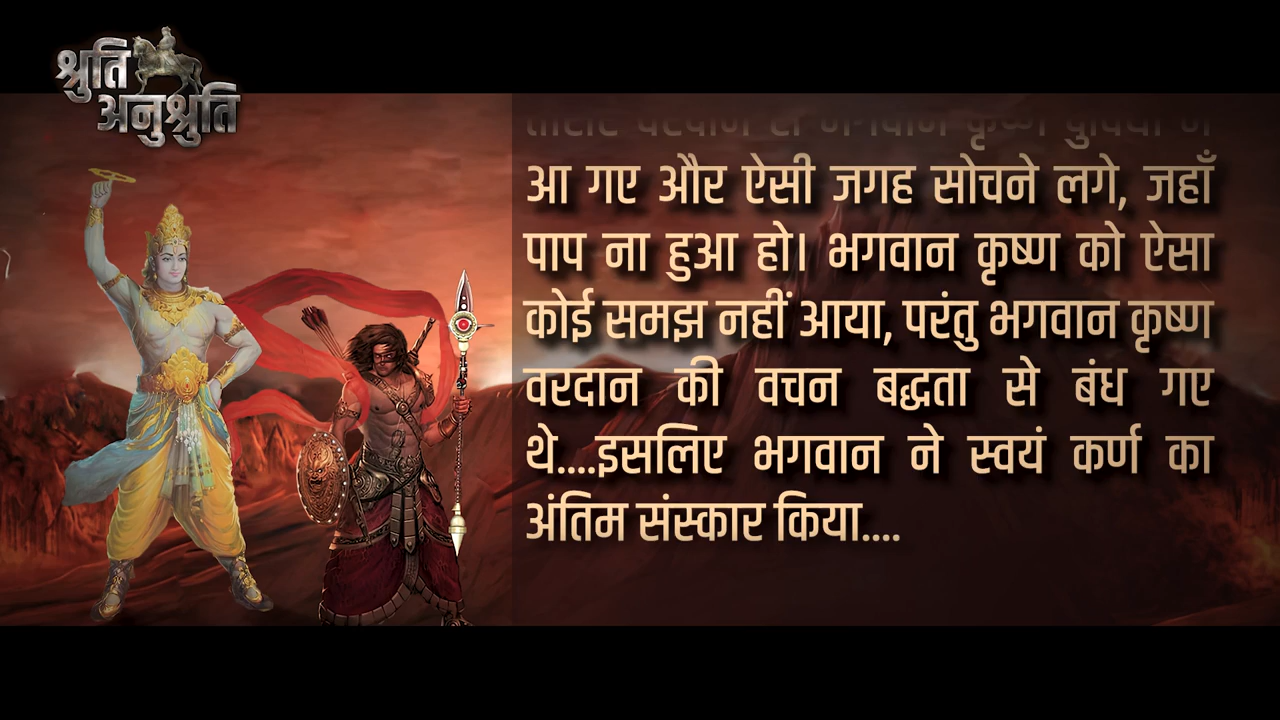 श्रुति
अनुश्रुति
भगवान कृष्ण दुविधा में
आ गए और ऐसी जगह सोचने लगे, जहाँ
पाप ना हुआ हो। भगवान कृष्ण को ऐसा
कोई समझ नहीं आया, परंतु भगवान कृष्ण
वरदान की वचन बद्धता से बंध गए
थे....इसलिए भगवान ने स्वयं कर्ण का
अंतिम संस्कार किया....